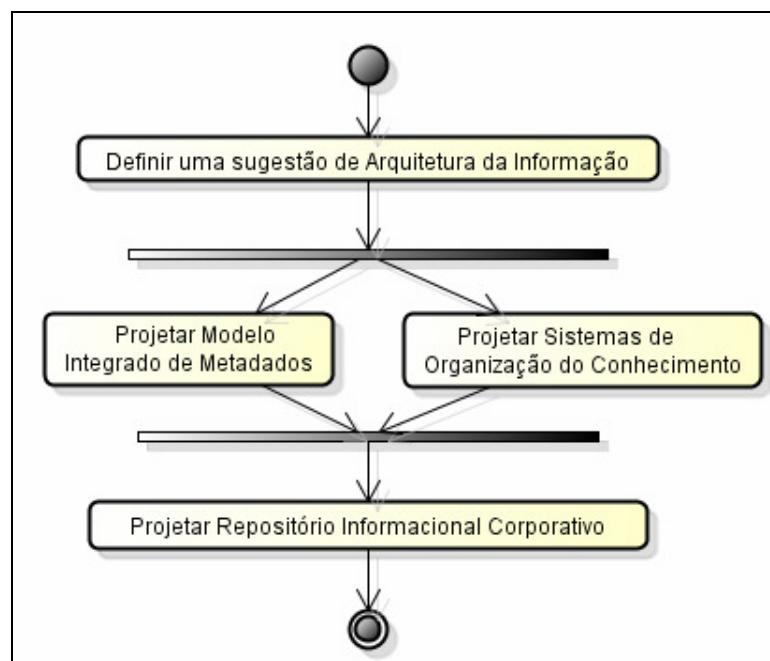 Definir uma sugestão de Arquitetura da Informação
Projetar Modelo
Integrado de Metadados
Projetar Sistemas de
Organização do Conhecimento
Projetar Repositório Informacional Corporativo